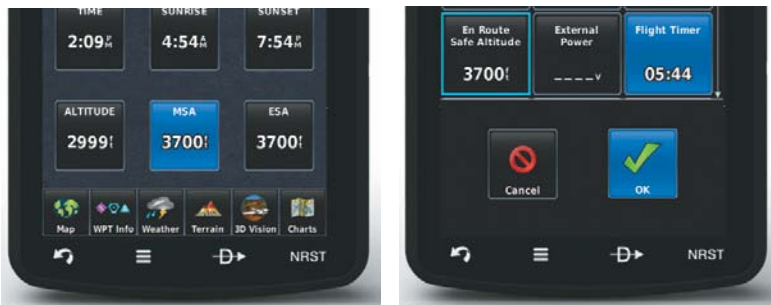 TIME SUNRISE SUNSET
2:09PM 4:54AM 7:54PM
ALTITUDE MSA ESA
2999ft 3700ft 3700ft
Map WPT Info Weather Terrain 3D Vision Charts
D NRST
En Route External Flight Timer
Safe Altitude Power
3700ft ____V 05:44
Cancel OK
D NRST